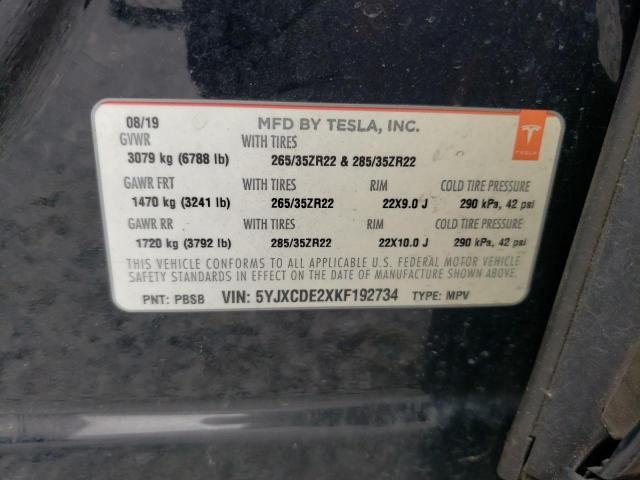 08/19 MFD BY TESLA, INC.
GVWR WITH TIRES
3079 kg (6788 lb) 265/35ZR22 & 285/35ZR22
GAWR FRT WITH TIRES RIM COLD TIRE PRESSURE
1470 kg (3241 lb) 265/35ZR22 22X9.0 J 290 kPa, 42 psi
GAWR RR WITH TIRES RIM COLD TIRE PRESSURE
1720 kg (3792 lb) 285/35ZR22 22X10.0 J 290 kPa, 42 psi
THIS VEHICLE CONFORMS TO ALL APPLICABLE U.S. FEDERAL MOTOR VEHICLE
SAFETY STANDARDS IN EFFECT ON THE DATE OF MANUFACTURE SHOWN ABOVE.
PNT: PBSB VIN: 5YJXCDE2XKF192734 TYPE: MPV
TESLA